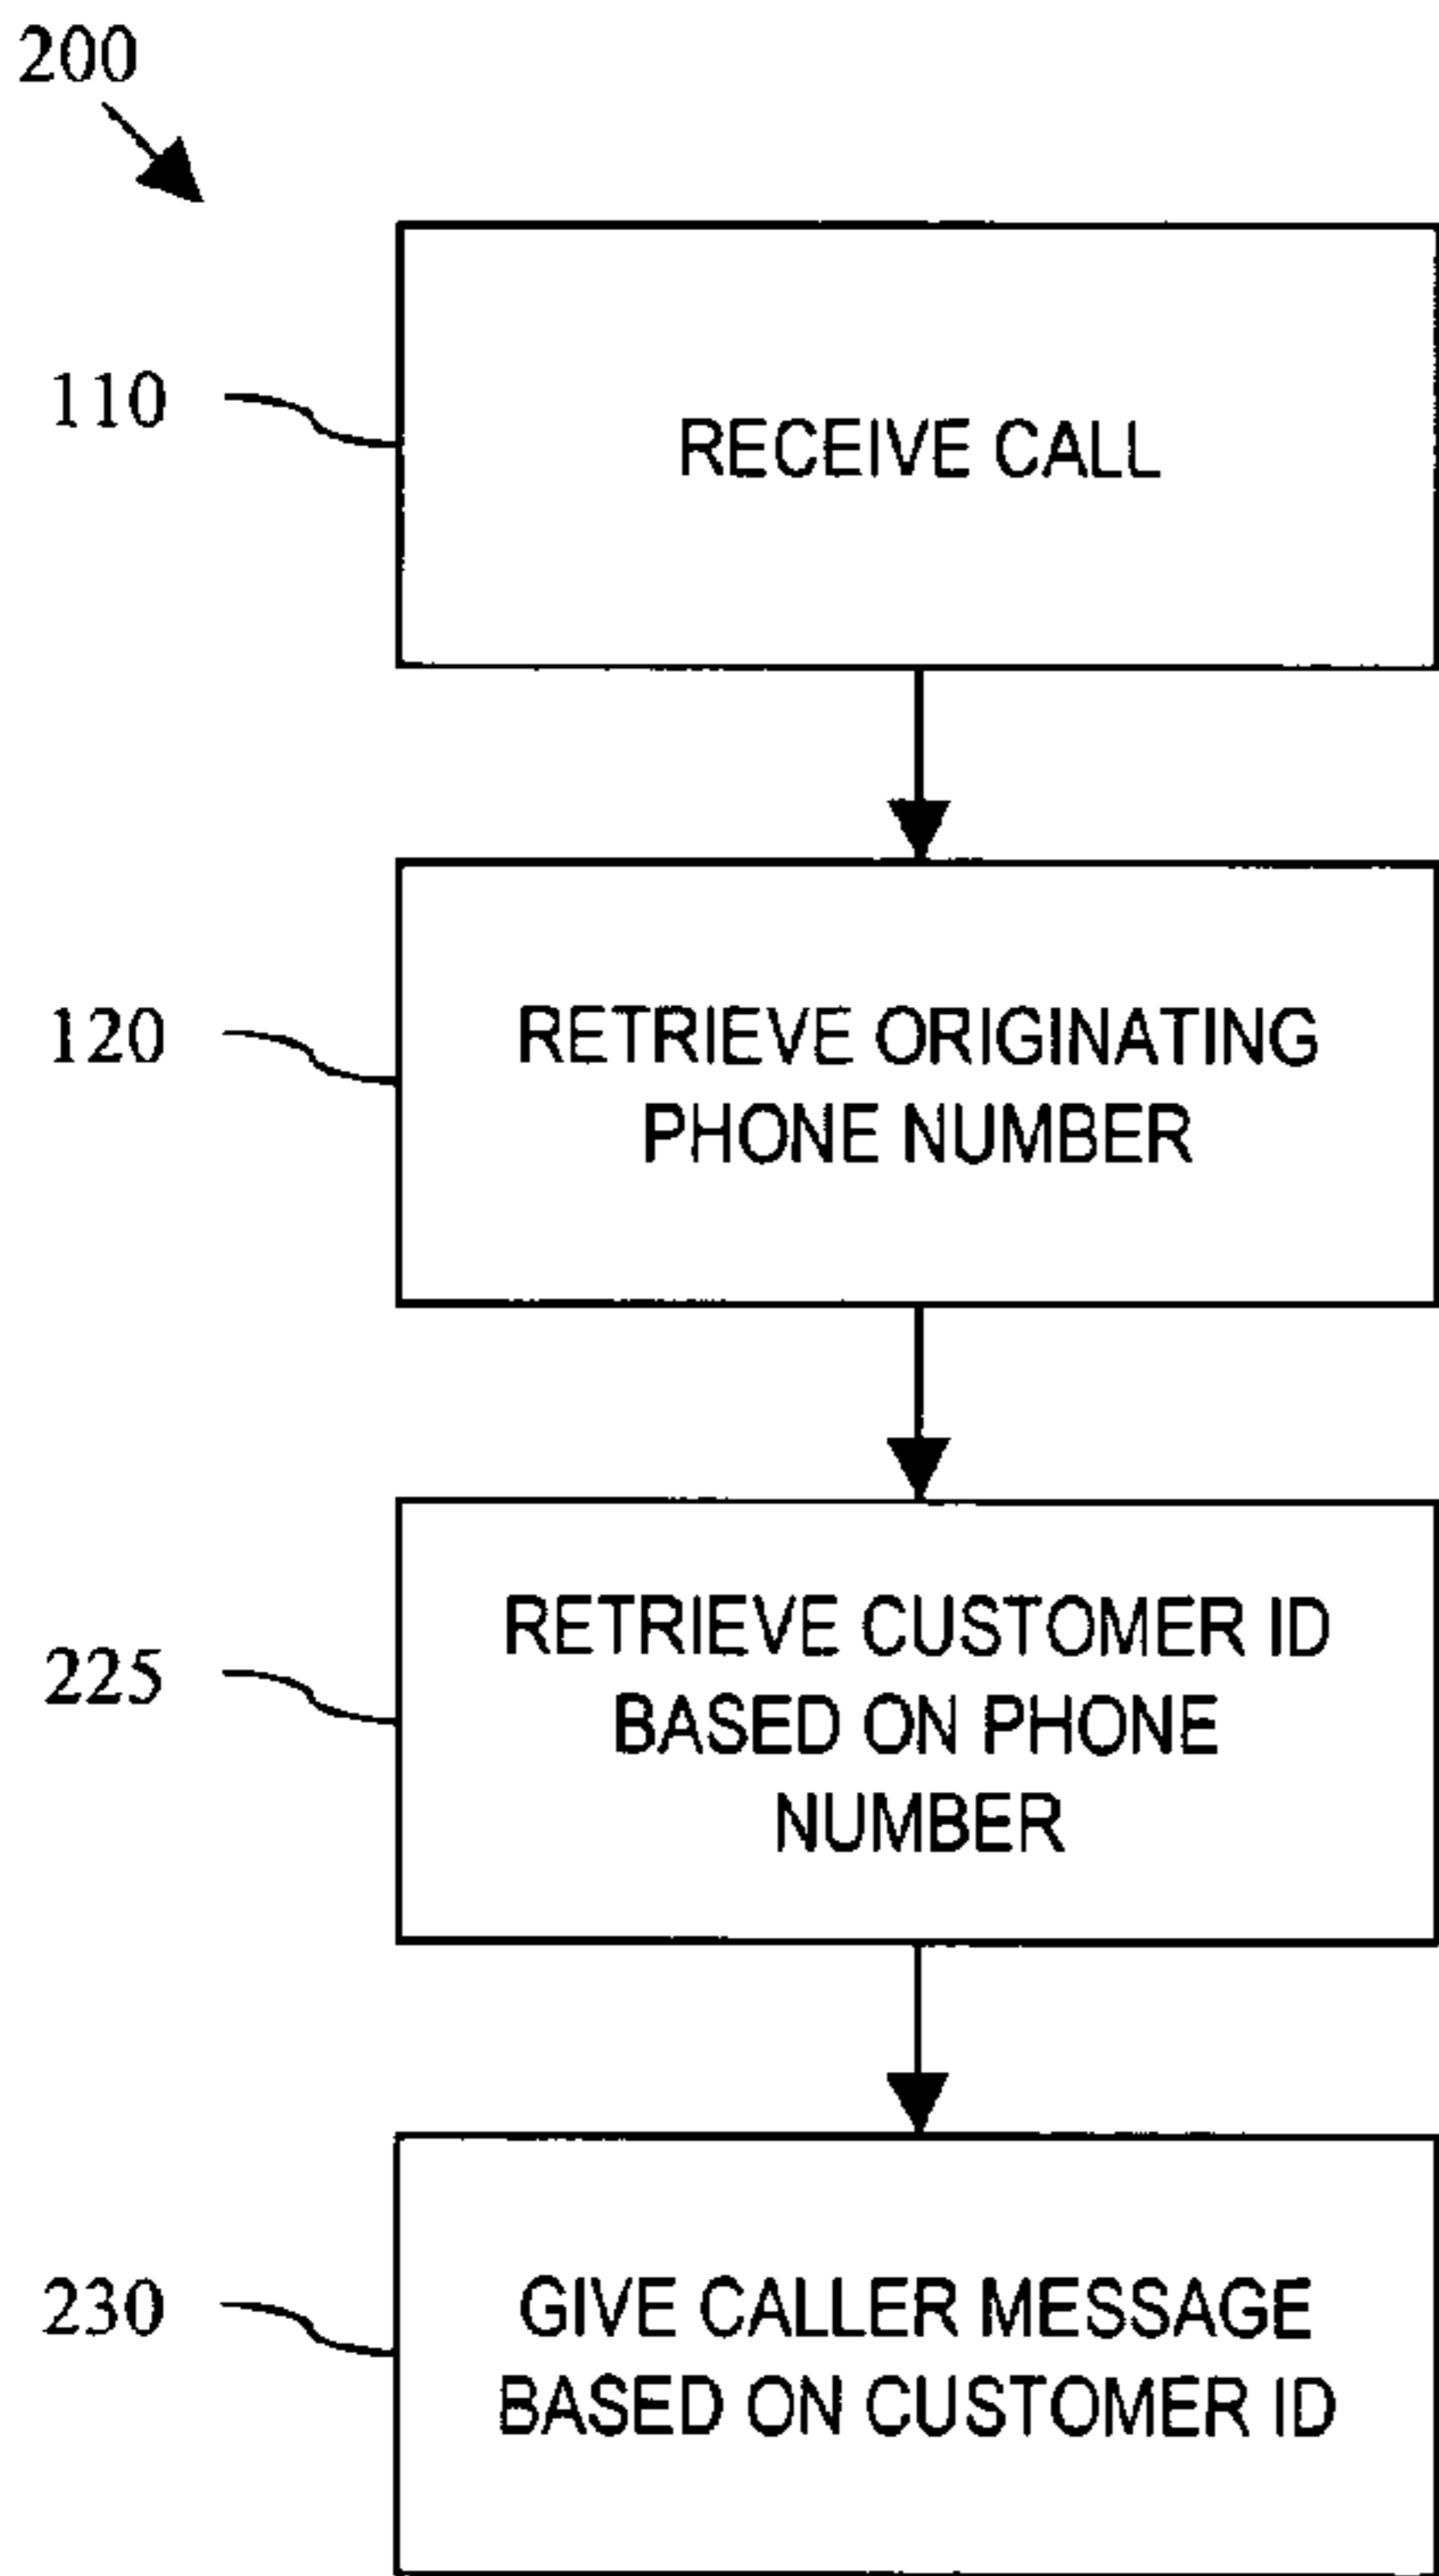 200
110
RECEIVE CALL
120
RETRIEVE ORIGINATING
PHONE NUMBER
225
RETRIEVE CUSTOMER ID
BASED ON PHONE
NUMBER
230
GIVE CALLER MESSAGE
BASED ON CUSTOMER ID